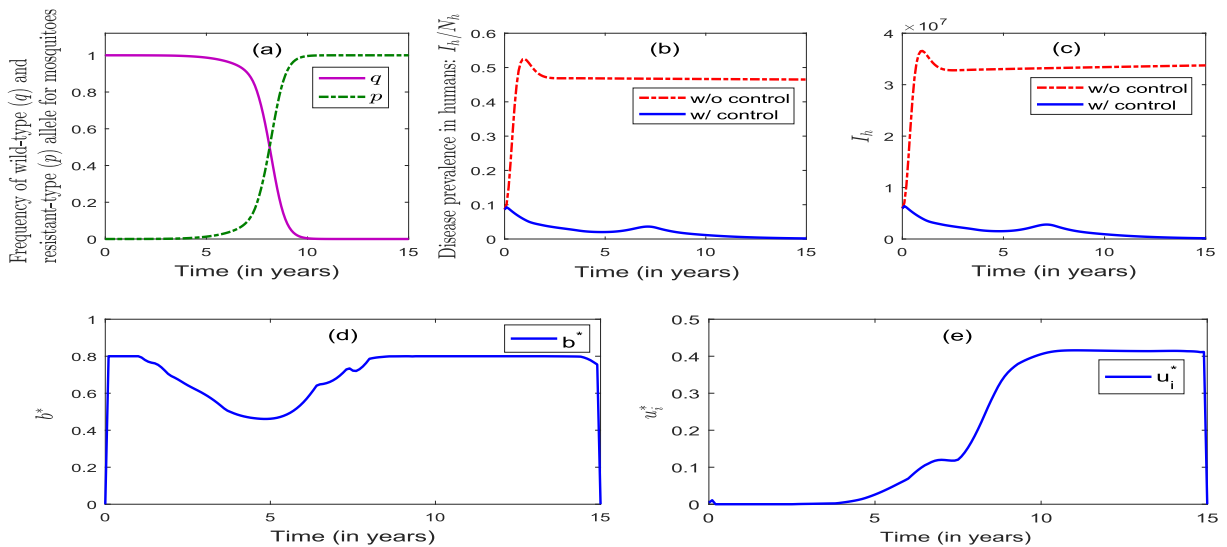 Frequency of wild-type (q) and
resistant-type (p) allele for mosquitoes
(a)
q
p
1
0.8
0.6
0.4
0.2
0
0 5 10 15
Time (in years)
Disease prevalence in humans: I_h/N_h
(b)
w/o control
w/ control
0.6
0.5
0.4
0.3
0.2
0.1
0
0 5 10 15
Time (in years)
I_h
× 10^7
(c)
w/o control
w/ control
4
3
2
1
0
0 5 10 15
Time (in years)
b*
(d)
b*
0.8
0.6
0.4
0.2
0
0 5 10 15
Time (in years)
u_i^*
(e)
u_i^*
0.5
0.4
0.3
0.2
0.1
0
0 5 10 15
Time (in years)